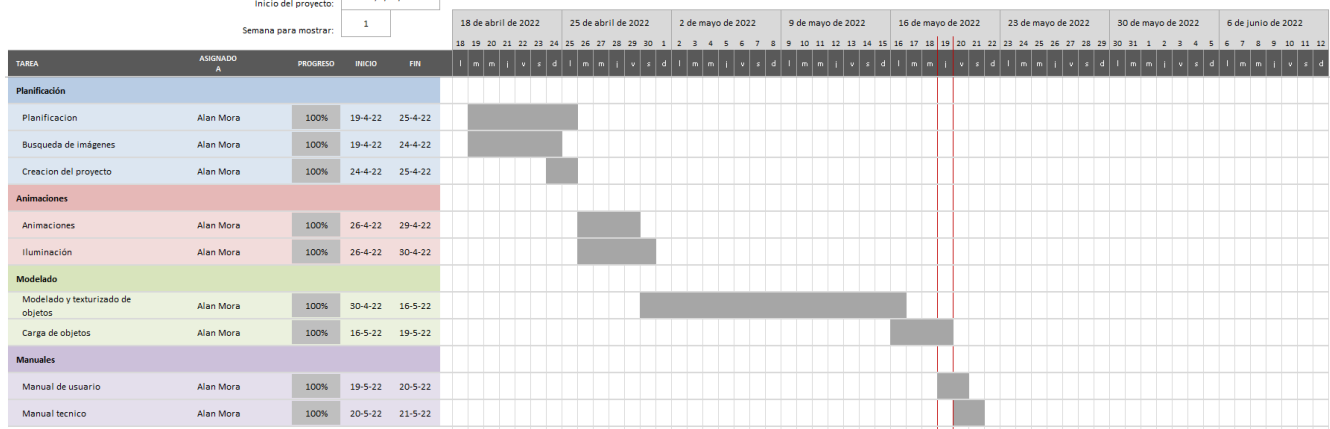 Inicio del proyecto:
Semana para mostrar: 1
18 de abril de 2022 25 de abril de 2022 2 de mayo de 2022 9 de mayo de 2022 16 de mayo de 2022 23 de mayo de 2022 30 de mayo de 2022 6 de junio de 2022
18 19 20 21 22 23 24 25 26 27 28 29 30 1 2 3 4 5 6 7 8 9 10 11 12 13 14 15 16 17 18 19 20 21 22 23 24 25 26 27 28 29 30 31 1 2 3 4 5 6 7 8 9 10 11 12
TAREA ASIGNADO A PROGRESO INICIO FIN l m m j v s d l m m j v s d l m m j v s d l m m j v s d l m m j v s d l m m j v s d l m m j v s d l m m j v s d
Planificación
Planificacion Alan Mora 100% 19-4-22 25-4-22
Busqueda de imágenes Alan Mora 100% 19-4-22 24-4-22
Creacion del proyecto Alan Mora 100% 24-4-22 25-4-22
Animaciones
Animaciones Alan Mora 100% 26-4-22 29-4-22
Iluminación Alan Mora 100% 26-4-22 30-4-22
Modelado
Modelado y texturizado de
objetos Alan Mora 100% 30-4-22 16-5-22
Carga de objetos Alan Mora 100% 16-5-22 19-5-22
Manuales
Manual de usuario Alan Mora 100% 19-5-22 20-5-22
Manual tecnico Alan Mora 100% 20-5-22 21-5-22